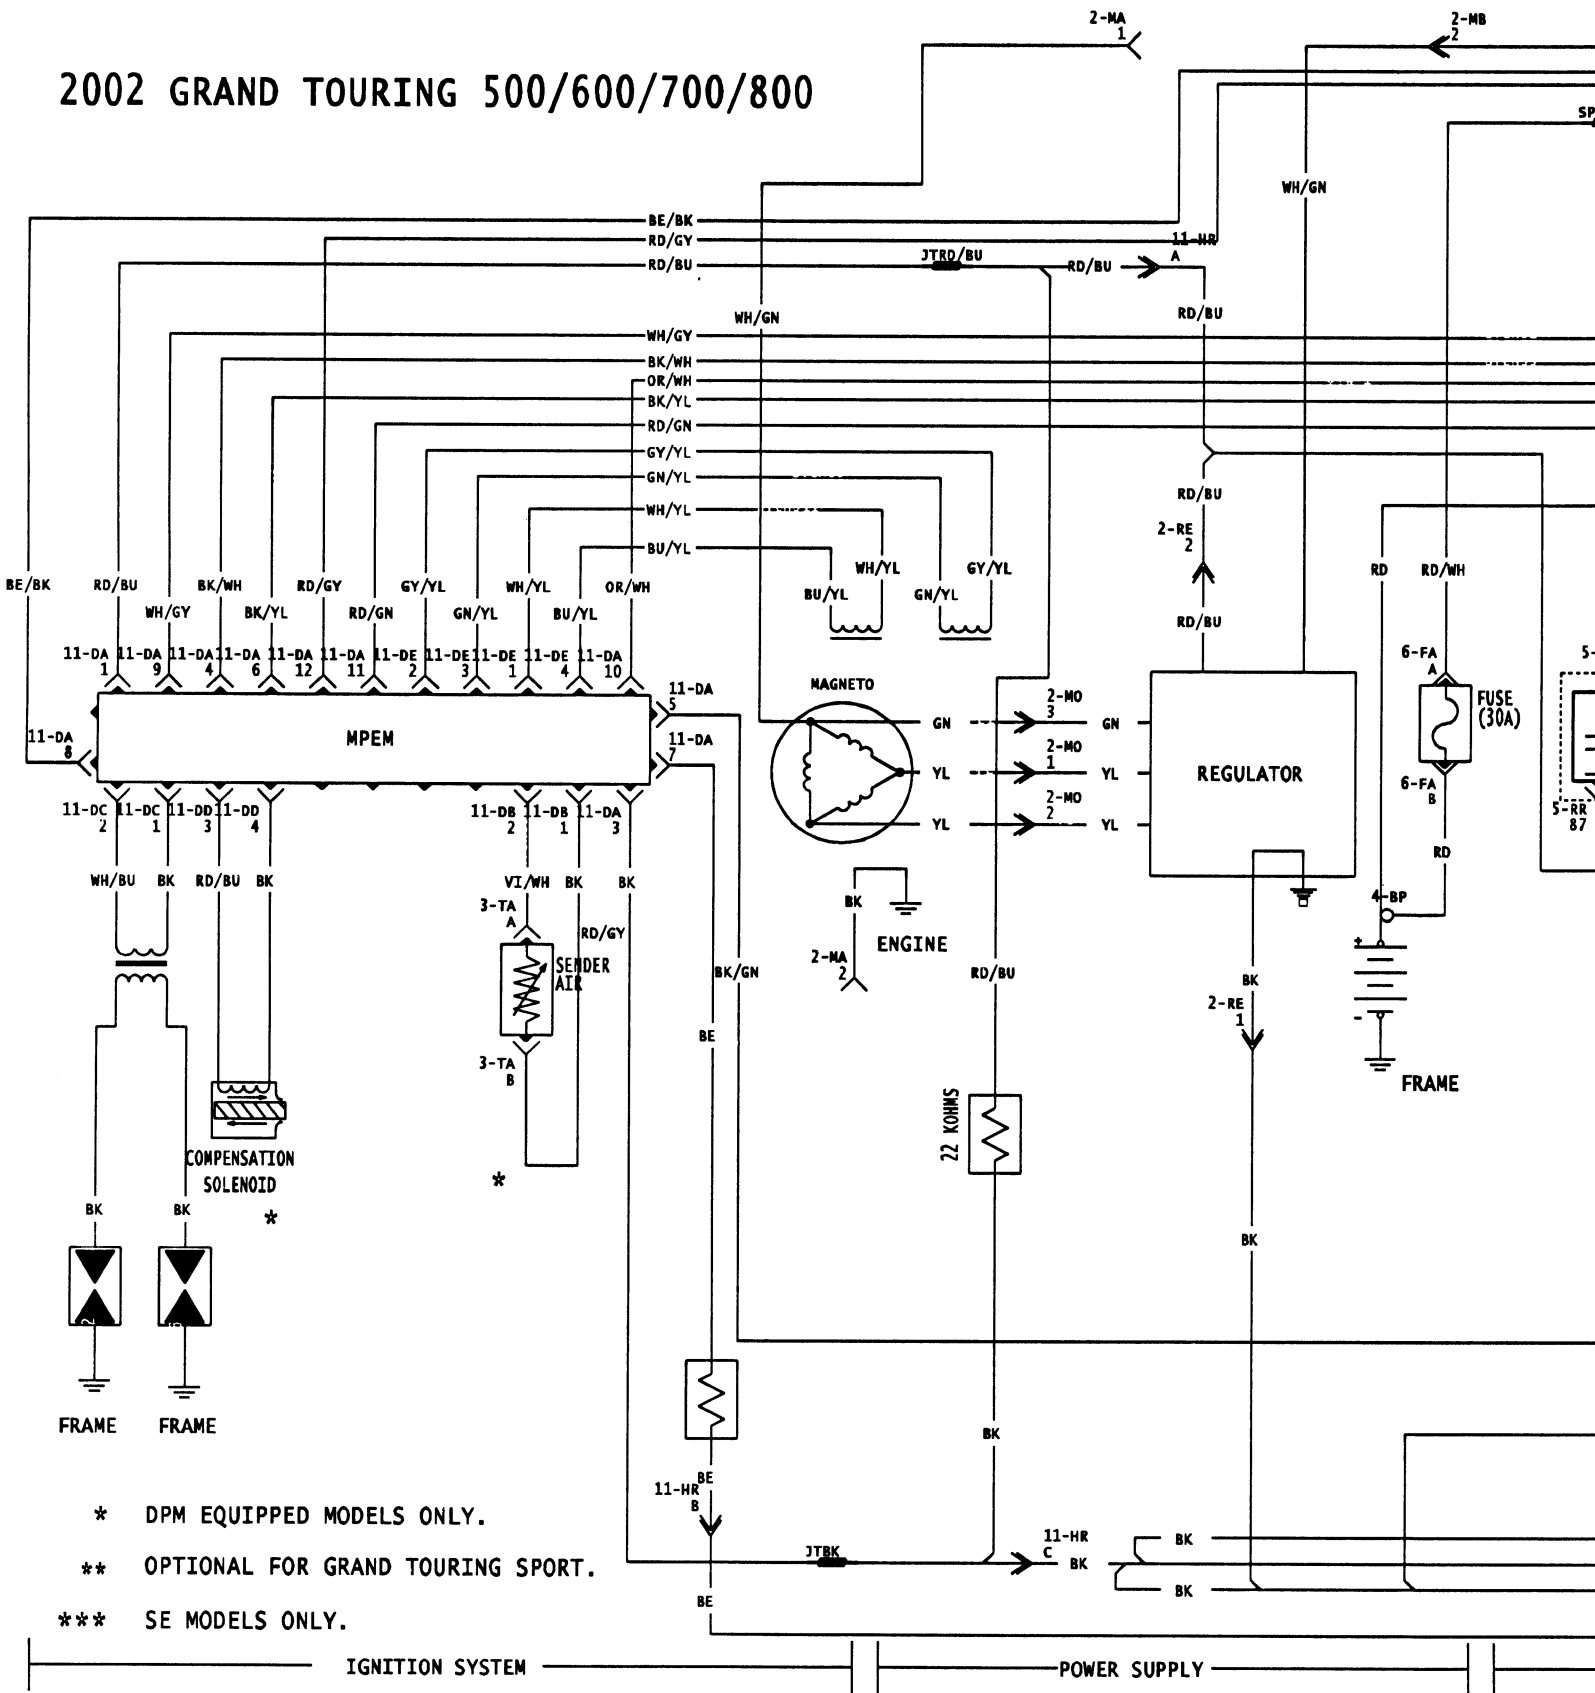 2-MA
1
2-MB
2
2002 GRAND TOURING 500/600/700/800
SP
WH/GN
BE/BK
RD/GY
11-HR
A
RD/BU
JTRD/BU
RD/BU
WH/GN
RD/BU
WH/GY
BK/WH
OR/WH
BK/YL
RD/GN
GY/YL
GN/YL
RD/BU
WH/YL
2-RE
2
BU/YL
WH/YL
GY/YL
RD
RD/WH
BE/BK
RD/BU
BK/WH
RD/GY
GY/YL
WH/YL
OR/WH
BU/YL
GN/YL
WH/GY
BK/YL
RD/GN
GN/YL
BU/YL
RD/BU
11-DA 11-DA 11-DA 11-DA 11-DA 11-DA 11-DE 11-DE 11-DE 11-DE 11-DA
1 9 4 6 12 11 2 3 1 4 10
6-FA
A
5-
11-DA
5
MAGNETO
2-MO
3
FUSE
(30A)
GN
GN
11-DA
8
MPEM
11-DA
7
2-MO
1
YL
YL
REGULATOR
6-FA
B
2-MO
2
YL
YL
5-RR
87
11-DC 11-DC 11-DD 11-DD
2 1 3 4
11-DB 11-DB 11-DA
2 1 3
RD
WH/BU BK RD/BU BK
VI/WH BK BK
BK
4-BP
3-TA
A
RD/GY
ENGINE
+
SENDER
AIR
2-MA
2
BK/GN
RD/BU
BK
2-RE
1
-
BE
3-TA
B
FRAME
22 KOHMS
COMPENSATION
SOLENOID
*
*
BK
BK
BK
FRAME
FRAME
BK
BE
11-HR
B
* DPM EQUIPPED MODELS ONLY.
JTBK
11-HR
C
BK
BK
** OPTIONAL FOR GRAND TOURING SPORT.
BK
BE
*** SE MODELS ONLY.
IGNITION SYSTEM
POWER SUPPLY